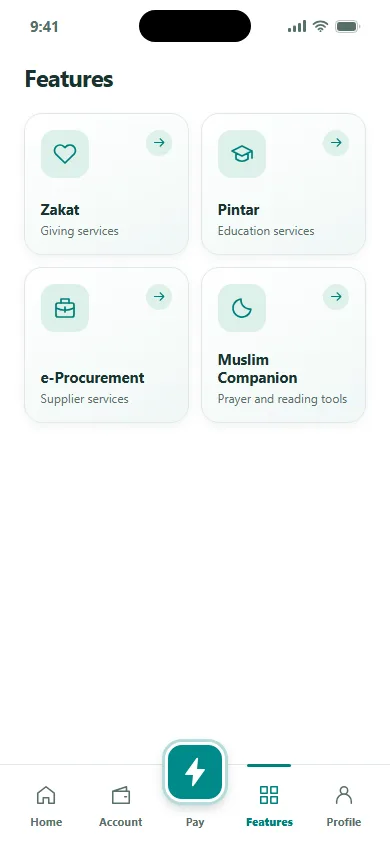 9:41
Features
Zakat
Giving services
Pintar
Education services
e-Procurement
Supplier services
Muslim
Companion
Prayer and reading tools
Home
Account
Pay
Features
Profile